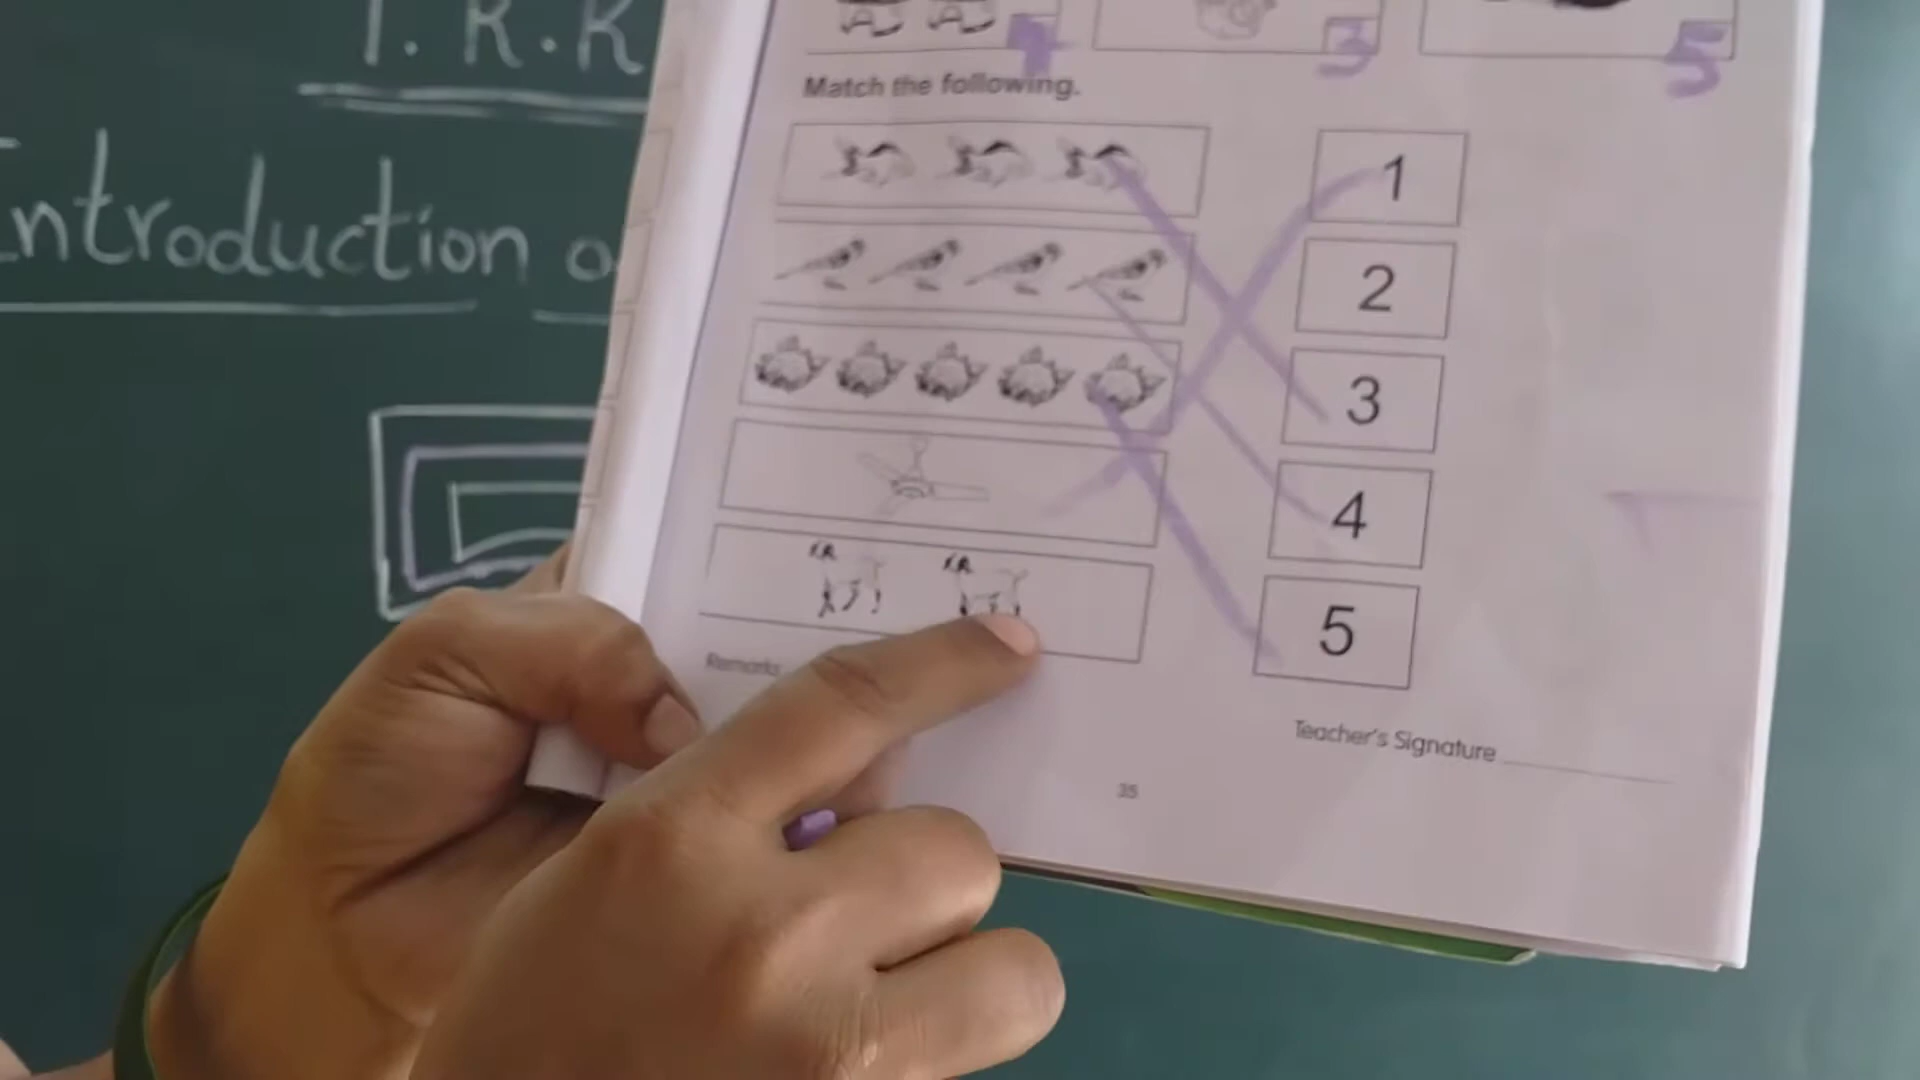 I. R. R
Introduction o
4 3 5
Match the following.
1
2
3
4
5
Remarks
Teacher's Signature
35